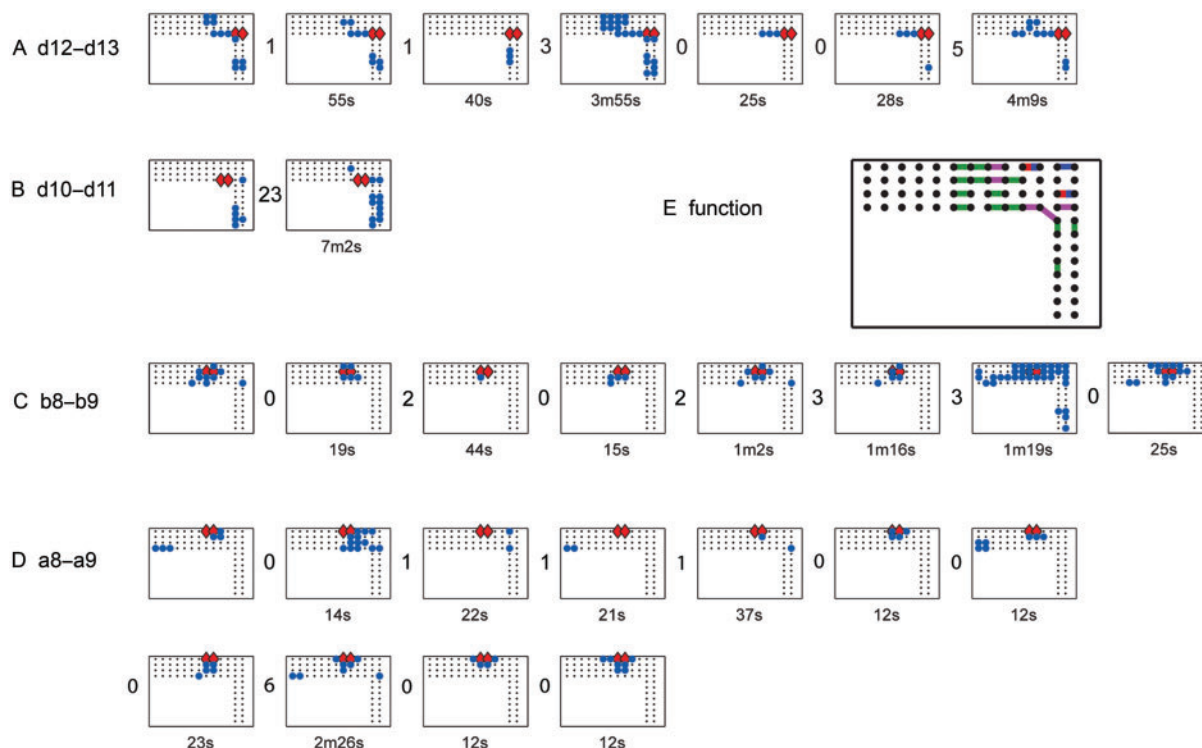 A d12–d13 1 1 3 0 0 5
55s 40s 3m55s 25s 28s 4m9s
B d10–d11 23
7m2s
E function
C b8–b9 0 2 0 2 3 3 0
19s 44s 15s 1m2s 1m16s 1m19s 25s
D a8–a9 0 1 1 1 0 0
14s 22s 21s 37s 12s 12s
0 6 0 0
23s 2m26s 12s 12s